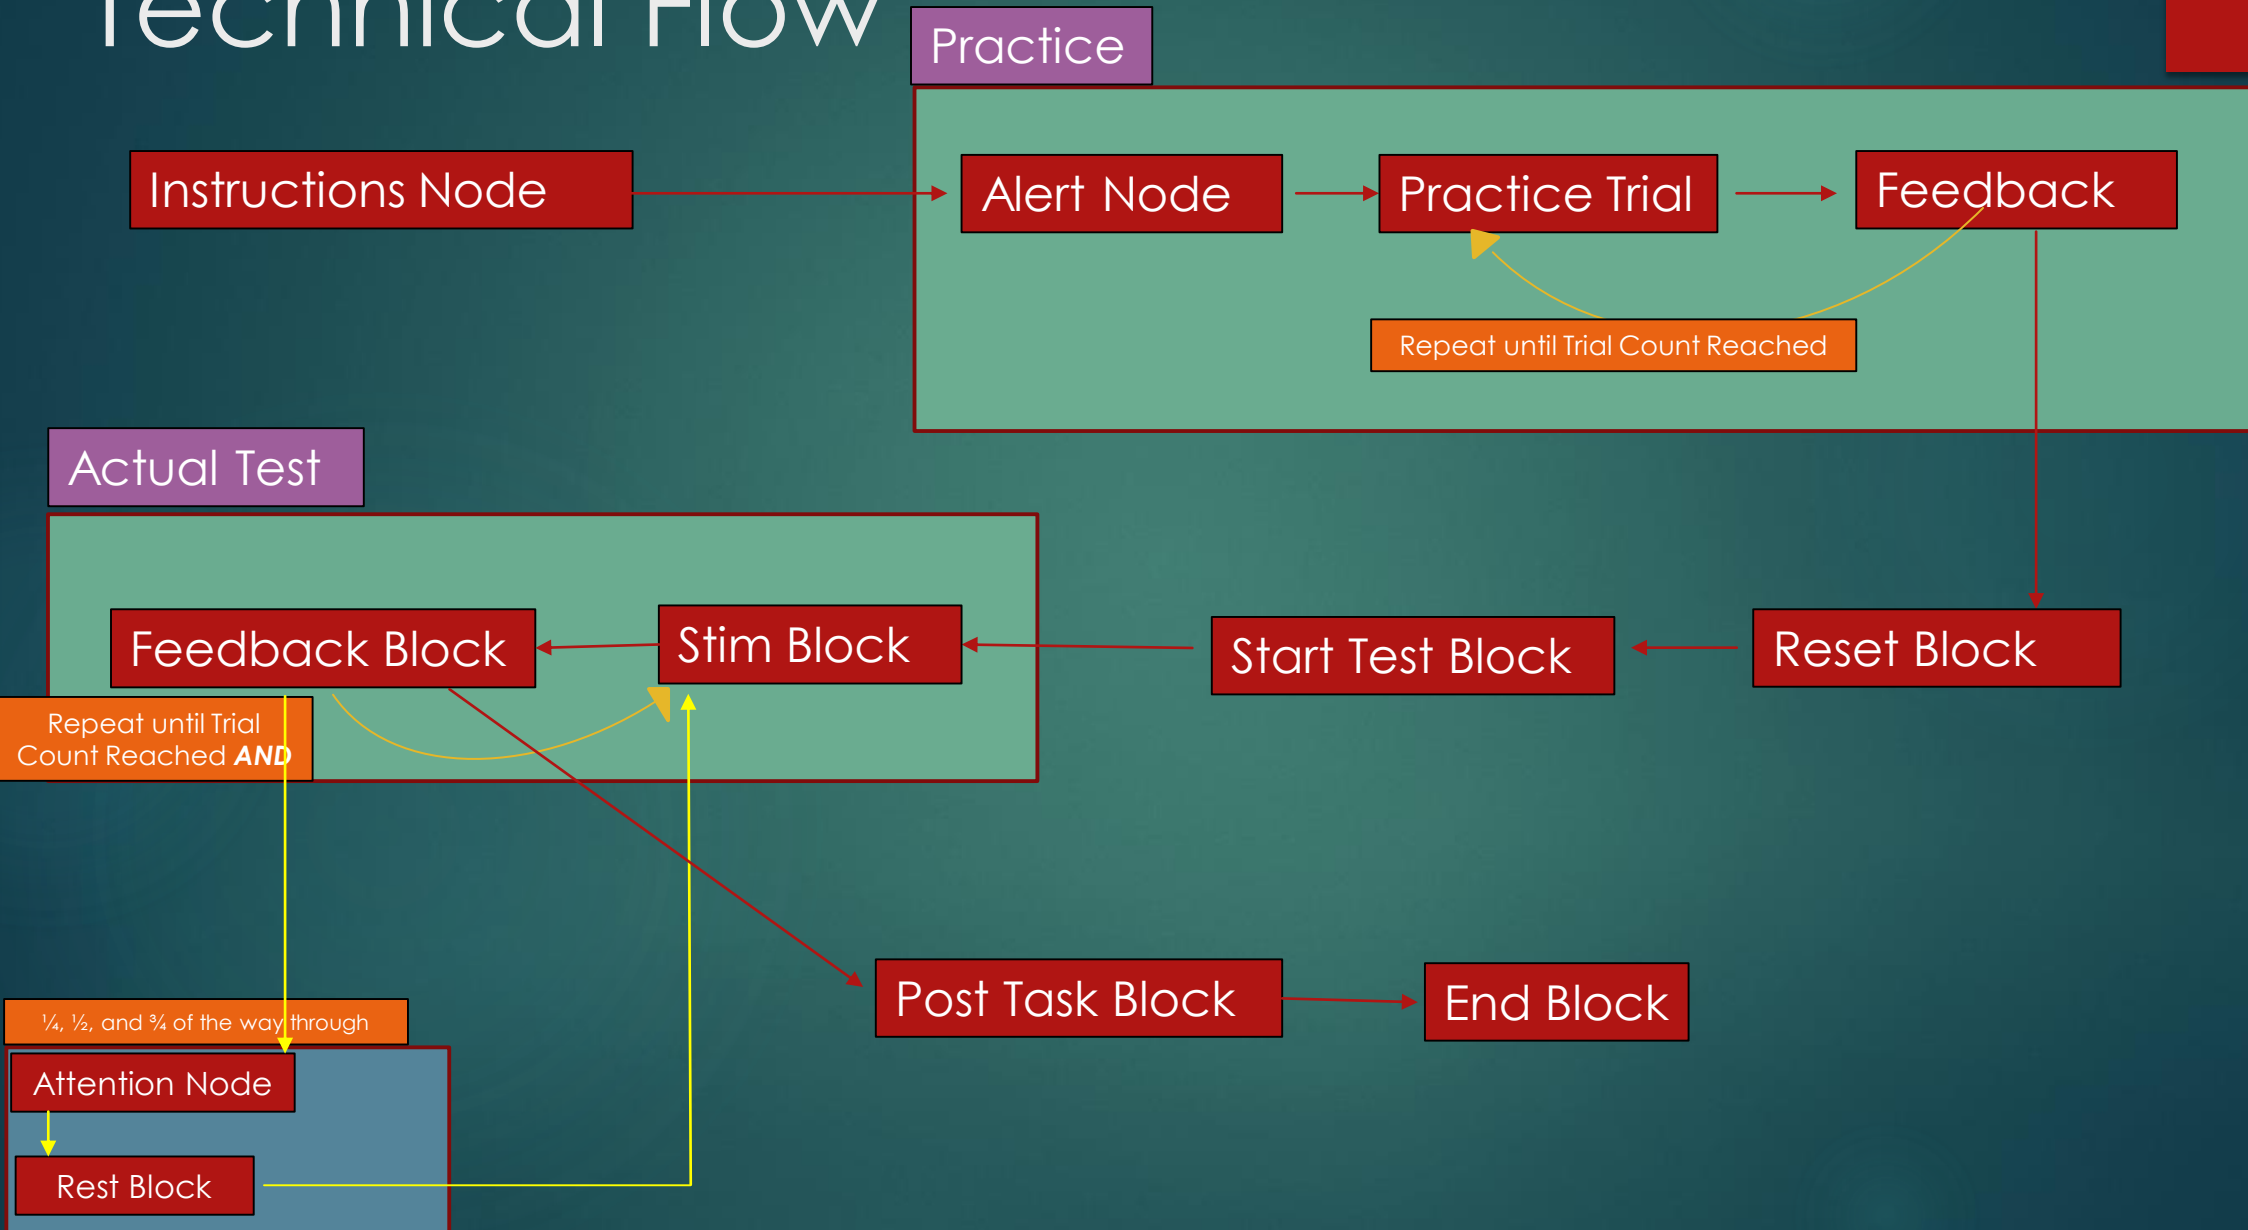 Technical Flow
Practice
Instructions Node
Alert Node
Practice Trial
Feedback
Repeat until Trial Count Reached
Actual Test
Feedback Block
Stim Block
Start Test Block
Reset Block
Repeat until Trial
Count Reached AND
Post Task Block
End Block
¼, ½, and ¾ of the way through
Attention Node
Rest Block